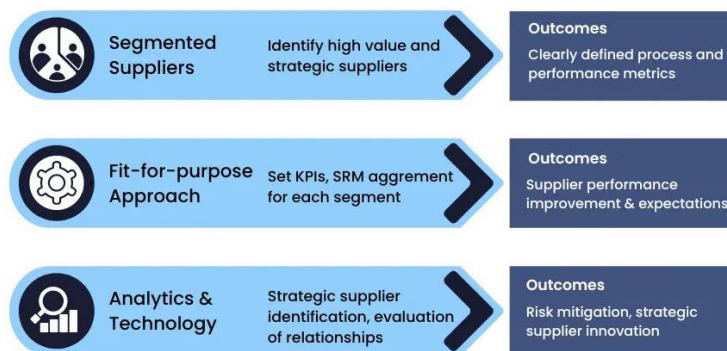 Segmented
Suppliers
Identify high value and
strategic suppliers
Outcomes
Clearly defined process and
performance metrics
Fit-for-purpose
Approach
Set KPIs, SRM aggrement
for each segment
Outcomes
Supplier performance
improvement & expectations
Analytics &
Technology
Strategic supplier
identification, evaluation
of relationships
Outcomes
Risk mitigation, strategic
supplier innovation